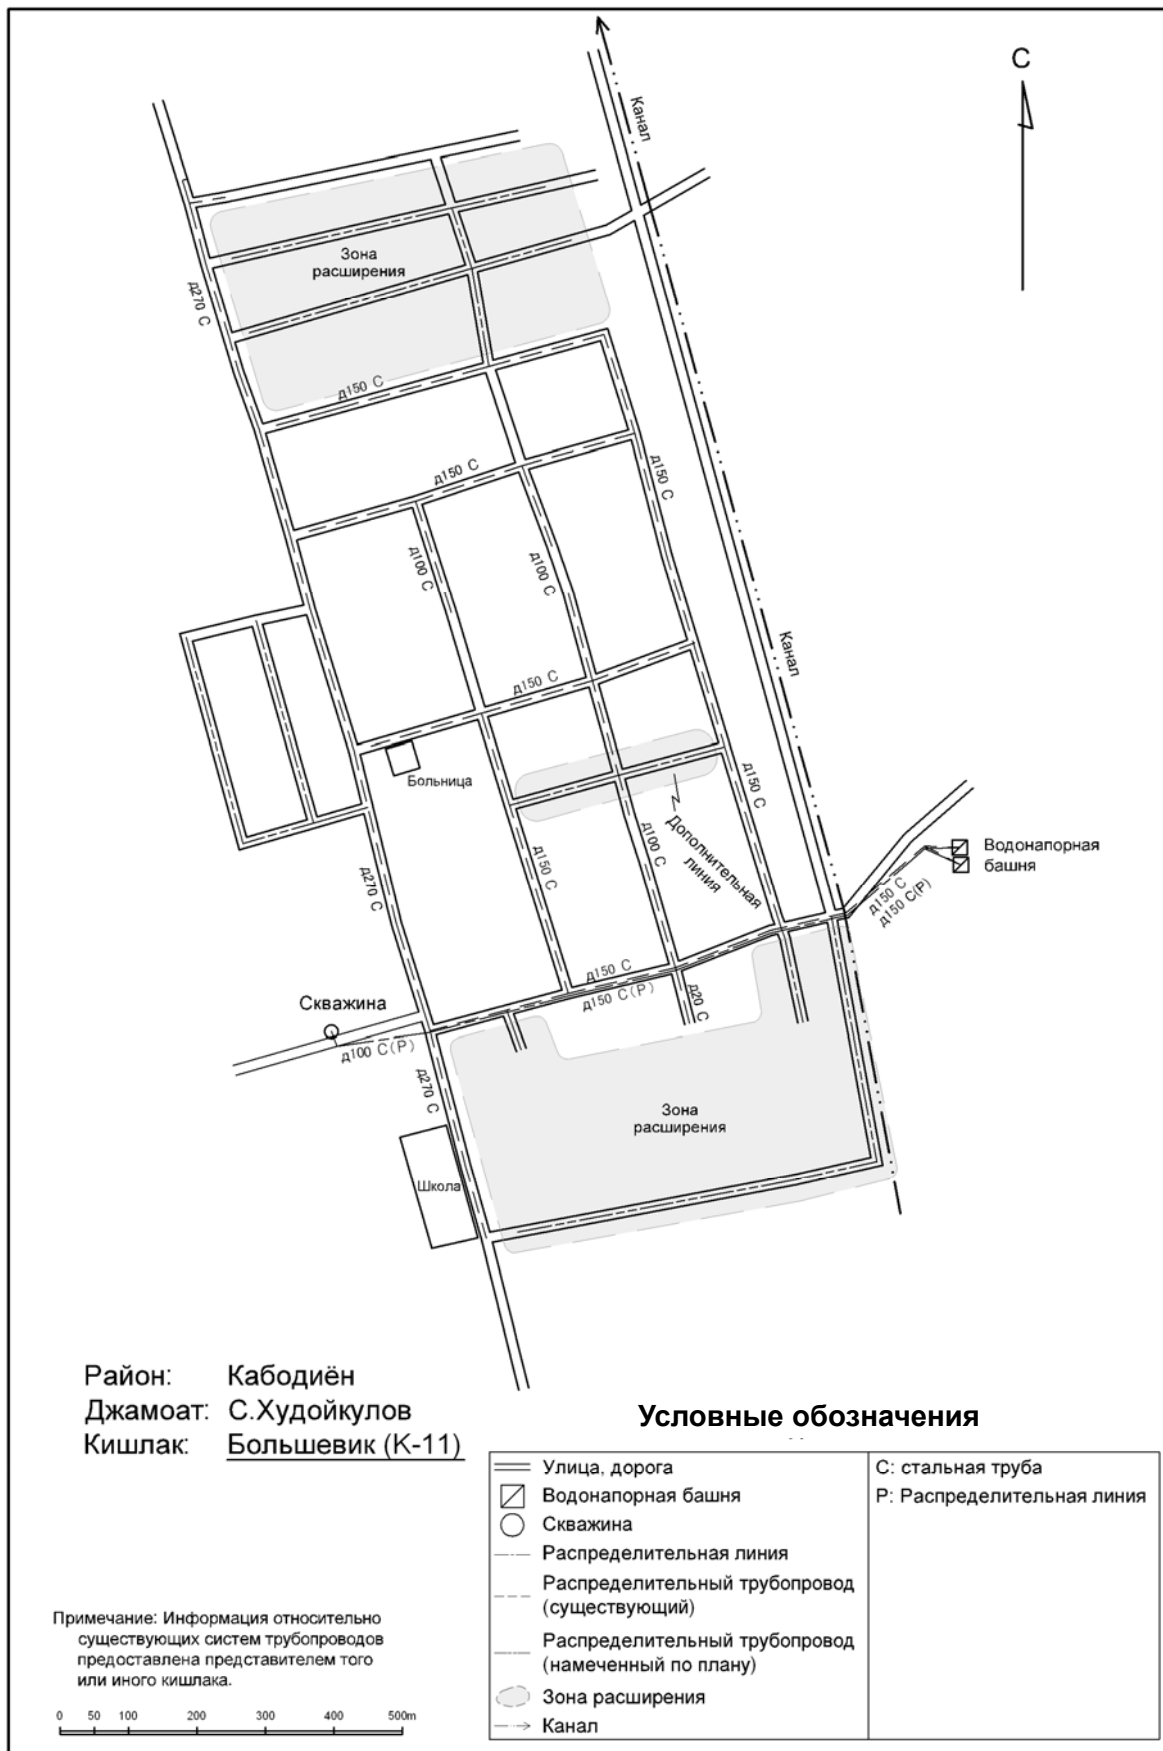 С
Канал
Зона
расширения
д270 С
д150 С
д150 С
д150 С
д100 С
д100 С
Канал
д150 С
Больница
д150 С
Водонапорная
башня
д150 С
д100 С
Дополнительная
линия
д270 С
д150 С
д150 С(Р)
д150 С
д150 С(Р)
д20 С
Скважина
д100 С(Р)
д270 С
Зона
расширения
Школа
Район: Кабодиён
Джамоат: С.Худойкулов
Кишлак: Большевик (К-11)
Условные обозначения
Улица, дорога
Водонапорная башня
Скважина
Распределительная линия
Распределительный трубопровод
(существующий)
Распределительный трубопровод
(намеченный по плану)
Зона расширения
Канал
С: стальная труба
Р: Распределительная линия
Примечание: Информация относительно
существующих систем трубопроводов
предоставлена представителем того
или иного кишлака.
0 50 100 200 300 400 500m